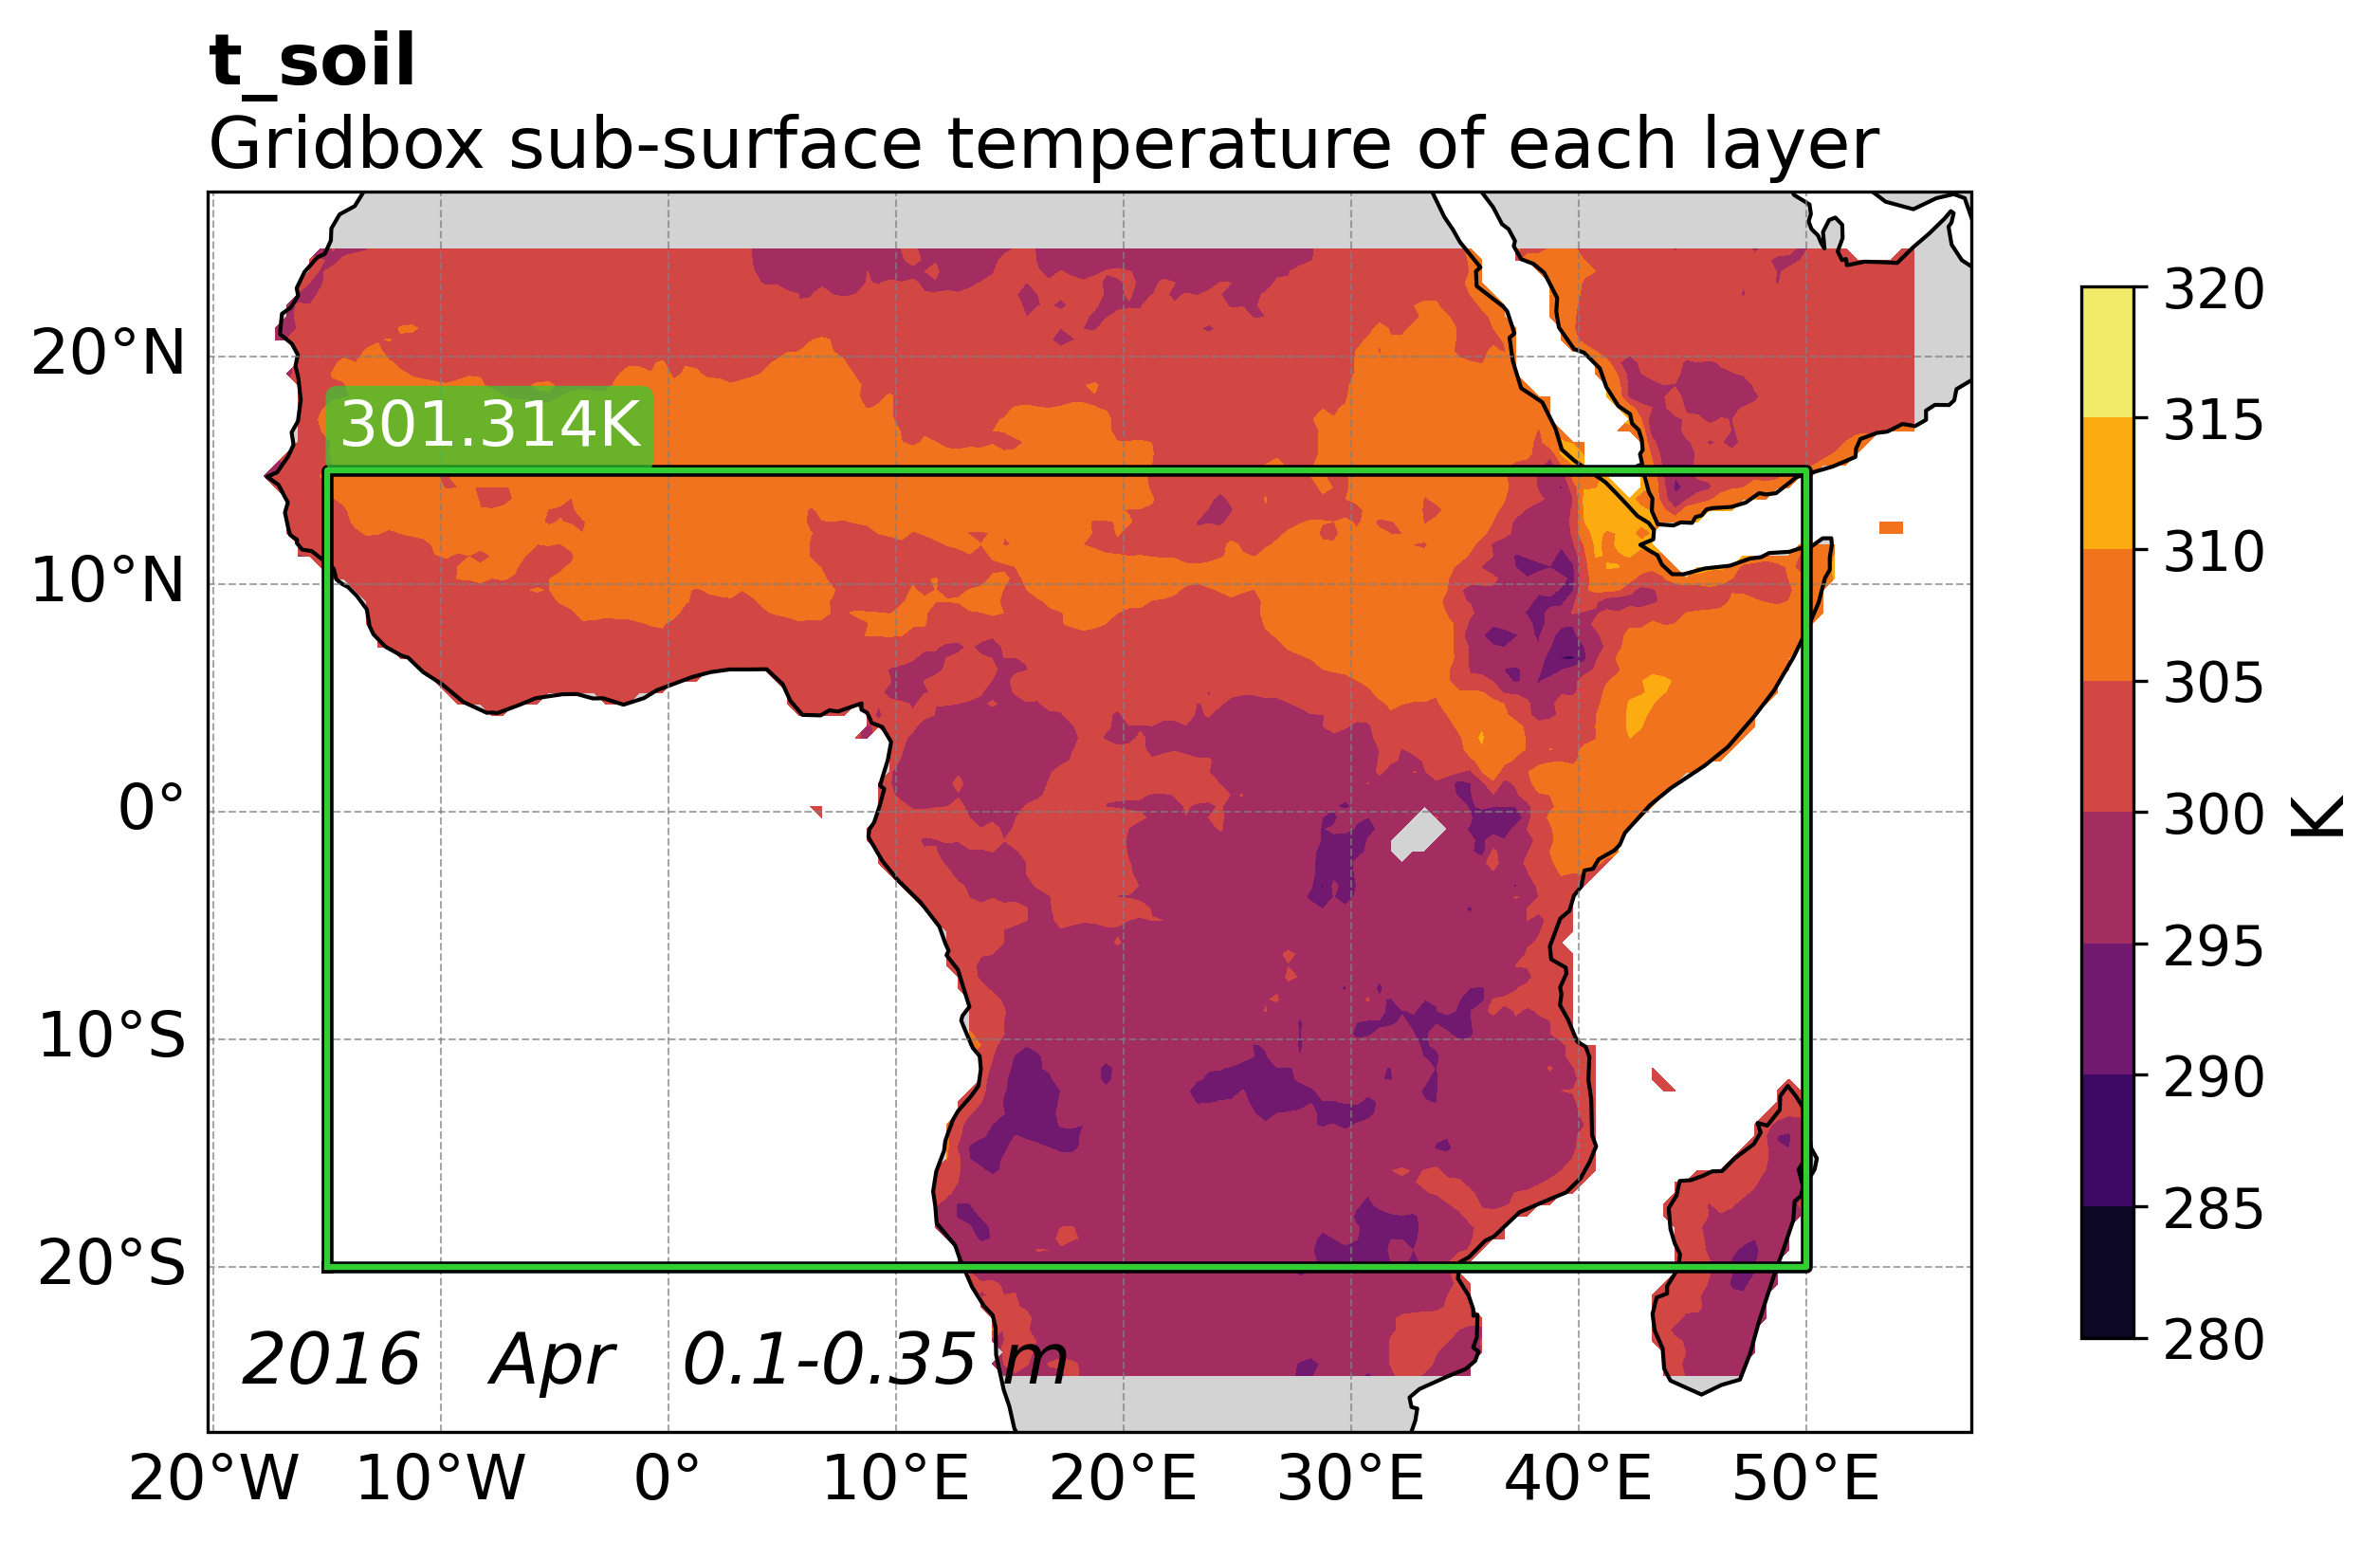 t_soil
Gridbox sub-surface temperature of each layer
20°N
10°N
0°
10°S
20°S
301.314K
2016 Apr 0.1-0.35 m
20°W 10°W 0° 10°E 20°E 30°E 40°E 50°E
320
315
310
305
300
295
290
285
280
K